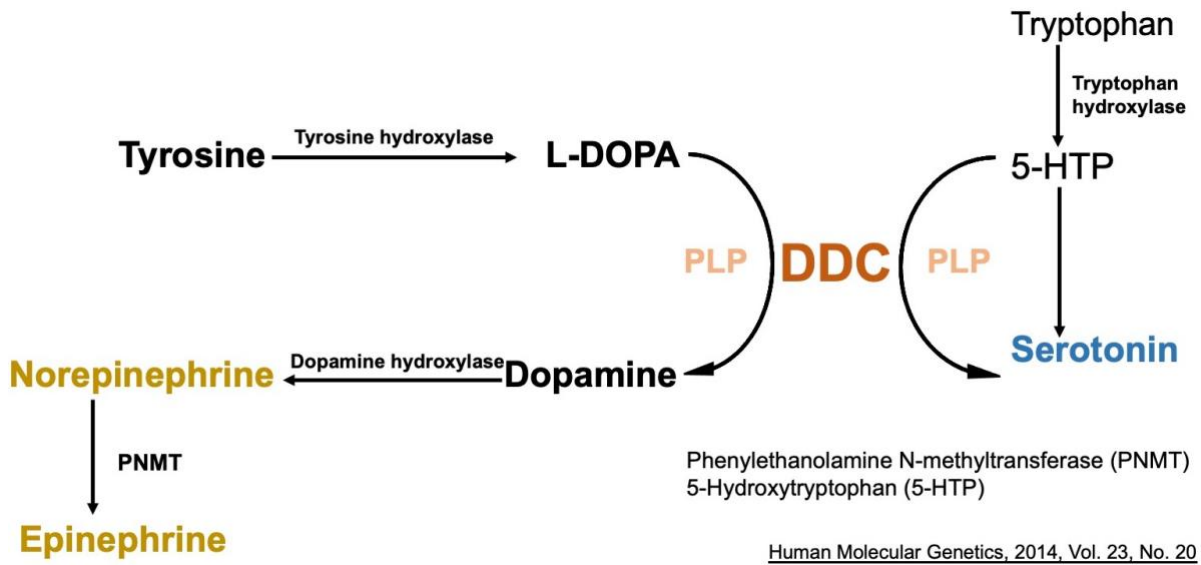 Tryptophan
Tryptophan
hydroxylase
Tyrosine
Tyrosine hydroxylase
L-DOPA
5-HTP
PLP
DDC
PLP
Serotonin
Norepinephrine
Dopamine hydroxylase
Dopamine
PNMT
Phenylethanolamine N-methyltransferase (PNMT)
5-Hydroxytryptophan (5-HTP)
Epinephrine
Human Molecular Genetics, 2014, Vol. 23, No. 20